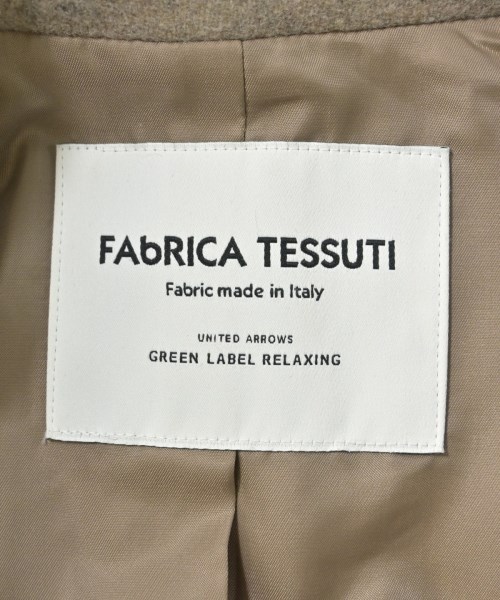 FAbRICA TESSUTI
Fabric made in Italy
UNITED ARROWS
GREEN LABEL RELAXING